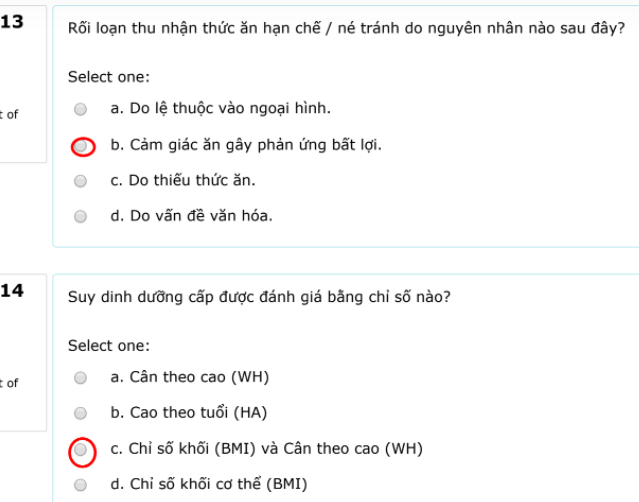 13
Rối loạn thu nhận thức ăn hạn chế / né tránh do nguyên nhân nào sau đây?
Select one:
t of
a. Do lệ thuộc vào ngoại hình.
b. Cảm giác ăn gây phản ứng bất lợi.
c. Do thiếu thức ăn.
d. Do vấn đề văn hóa.
14
Suy dinh dưỡng cấp được đánh giá bằng chỉ số nào?
Select one:
t of
a. Cân theo cao (WH)
b. Cao theo tuổi (HA)
c. Chỉ số khối (BMI) và Cân theo cao (WH)
d. Chỉ số khối cơ thể (BMI)